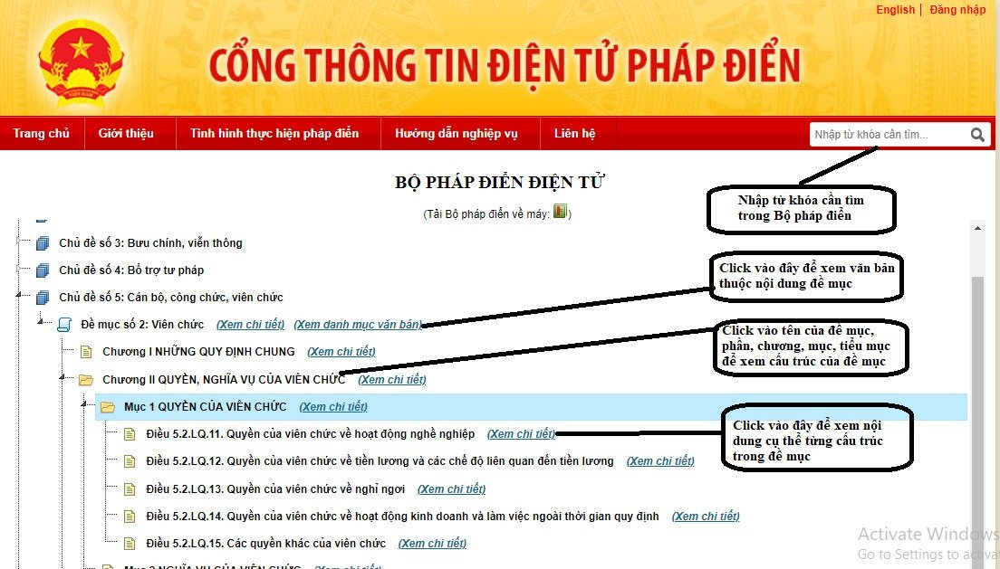 English | Đăng nhập
VIỆT NAM
CỔNG THÔNG TIN ĐIỆN TỬ PHÁP ĐIỂN
Trang chủ
Giới thiệu
Tình hình thực hiện pháp điển
Hướng dẫn nghiệp vụ
Liên hệ
Nhập từ khóa cần tìm...
BỘ PHÁP ĐIỂN ĐIỆN TỬ
(Tải Bộ pháp điển về máy: )
Nhập từ khóa cần tìm
trong Bộ pháp điển
Chủ đề số 3: Bưu chính, viễn thông
Chủ đề số 4: Bổ trợ tư pháp
Click vào đây để xem văn bản
thuộc nội dung đề mục
Chủ đề số 5: Cán bộ, công chức, viên chức
Đề mục số 2: Viên chức (Xem chi tiết) (Xem danh mục văn bản)
Click vào tên của đề mục,
phần, chương, mục, tiểu mục
để xem cấu trúc của đề mục
Chương I NHỮNG QUY ĐỊNH CHUNG (Xem chi tiết)
Chương II QUYỀN, NGHĨA VỤ CỦA VIÊN CHỨC (Xem chi tiết)
Mục 1 QUYỀN CỦA VIÊN CHỨC (Xem chi tiết)
Click vào đây để xem nội
dung cụ thể từng cấu trúc
trong đề mục
Điều 5.2.LQ.11. Quyền của viên chức về hoạt động nghề nghiệp (Xem chi tiết)
Điều 5.2.LQ.12. Quyền của viên chức về tiền lương và các chế độ liên quan đến tiền lương (Xem chi tiết)
Điều 5.2.LQ.13. Quyền của viên chức về nghỉ ngơi (Xem chi tiết)
Điều 5.2.LQ.14. Quyền của viên chức về hoạt động kinh doanh và làm việc ngoài thời gian quy định (Xem chi tiết)
Điều 5.2.LQ.15. Các quyền khác của viên chức (Xem chi tiết)
Mục 2 NGHĨA VỤ CỦA VIÊN CHỨC (Xem chi tiết)
Activate Windows
Go to Settings to activa